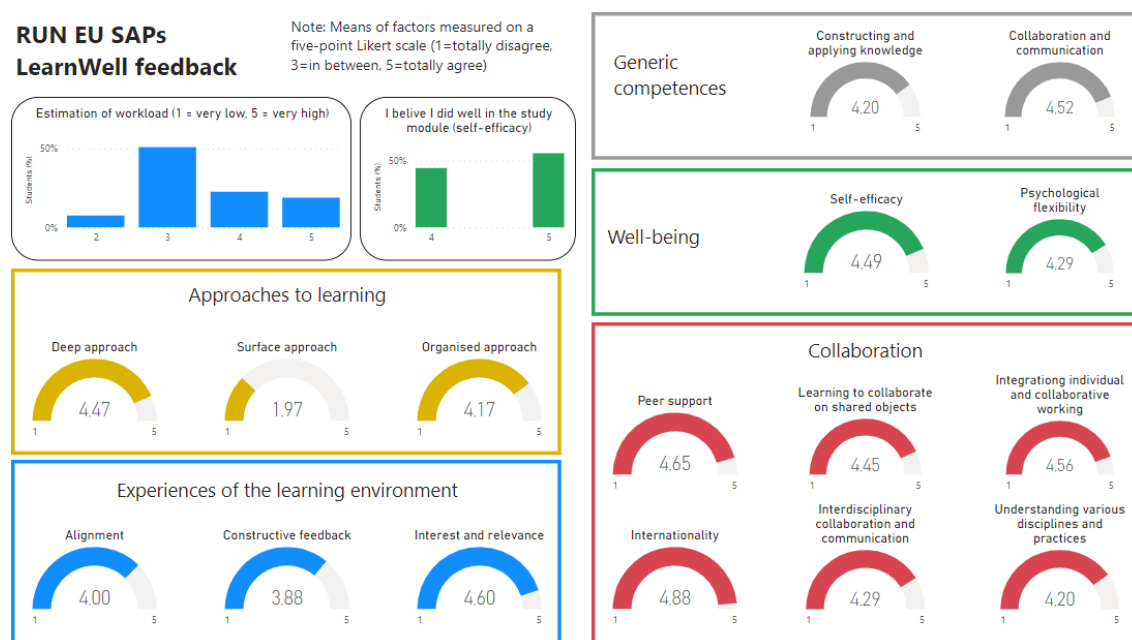 RUN EU SAPs
LearnWell feedback
Note: Means of factors measured on a
five-point Likert scale (1=totally disagree,
3=in between, 5=totally agree)
Estimation of workload (1 = very low, 5 = very high)
Students (%)
50%
0%
2 3 4 5
I belive I did well in the study
module (self-efficacy)
Students (%)
50%
0%
4 5
Approaches to learning
Deep approach
4.47
1 5
Surface approach
1.97
1 5
Organised approach
4.17
1 5
Experiences of the learning environment
Alignment
4.00
1 5
Constructive feedback
3.88
1 5
Interest and relevance
4.60
1 5
Generic
competences
Constructing and
applying knowledge
4.20
1 5
Collaboration and
communication
4.52
1 5
Well-being
Self-efficacy
4.49
1 5
Psychological
flexibility
4.29
1 5
Collaboration
Peer support
4.65
1 5
Learning to collaborate
on shared objects
4.45
1 5
Integrationg individual
and collaborative
working
4.56
1 5
Internationality
4.88
1 5
Interdisciplinary
collaboration and
communication
4.29
1 5
Understanding various
disciplines and
practices
4.20
1 5